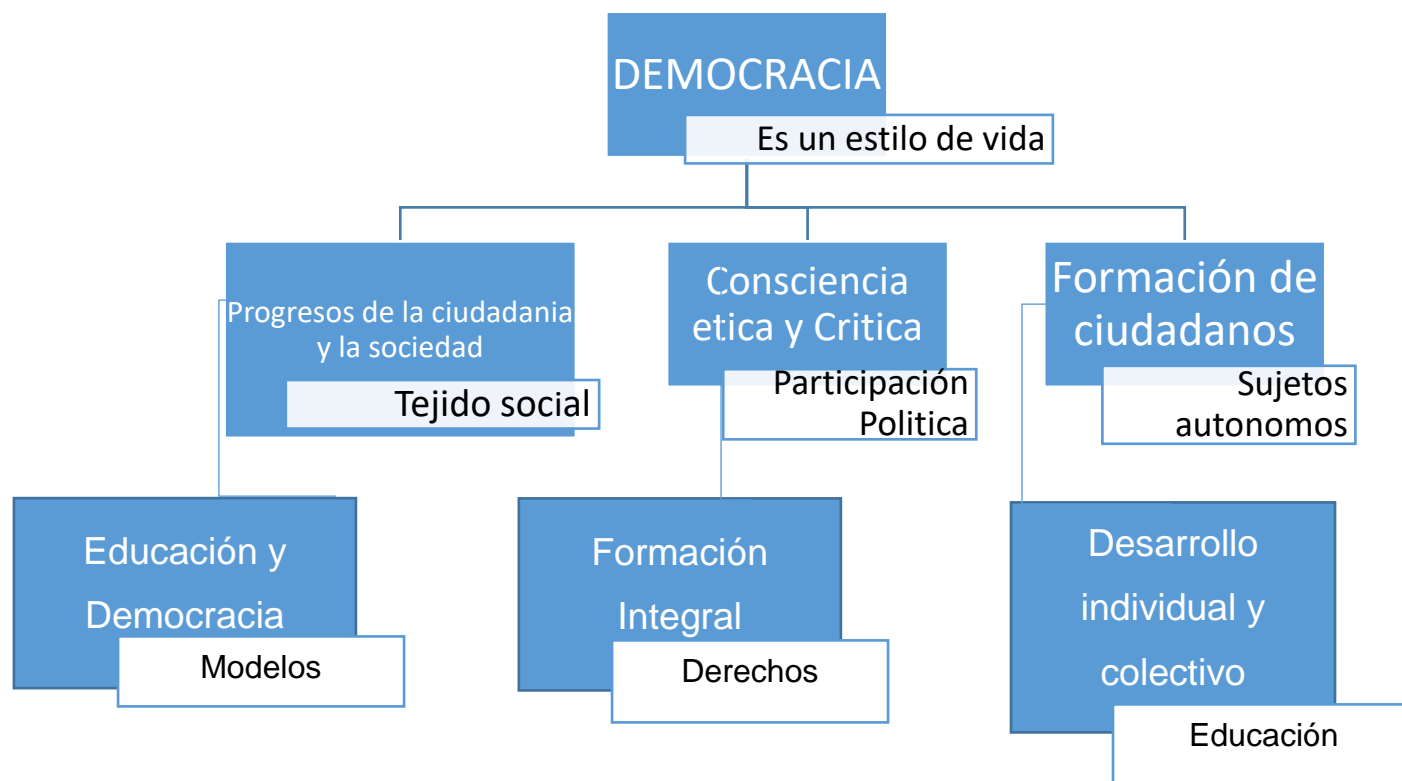 DEMOCRACIA
Es un estilo de vida
Progresos de la ciudadania
y la sociedad
Tejido social
Consciencia
etica y Critica
Participación
Politica
Formación de
ciudadanos
Sujetos
autonomos
Educación y
Democracia
Modelos
Formación
Integral
Derechos
Desarrollo
individual y
colectivo
Educación